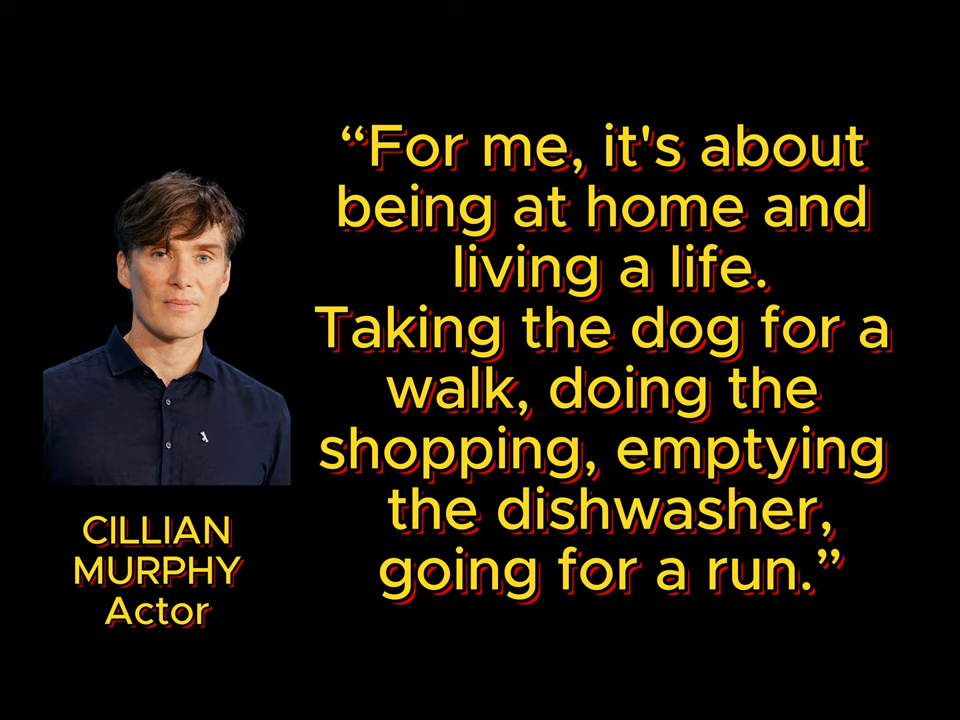 “For me, it's about
being at home and
living a life.
Taking the dog for a
walk, doing the
shopping, emptying
the dishwasher,
going for a run.”
CILLIAN
MURPHY
Actor